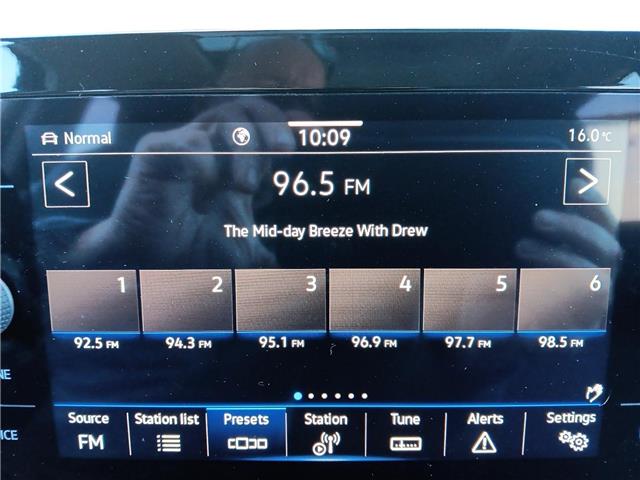 Normal 10:09 16.0°C
< 96.5 FM >
The Mid-day Breeze With Drew
1 2 3 4 5 6
92.5 FM 94.3 FM 95.1 FM 96.9 FM 97.7 FM 98.5 FM
Source Station list Presets Station Tune Alerts Settings
FM
NE
ICE